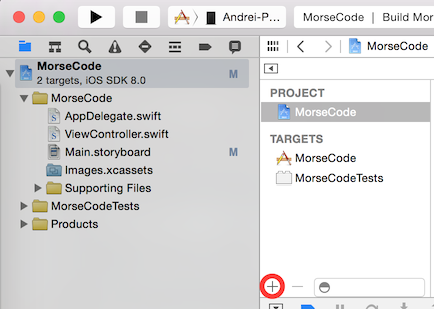 Andrei-P...
MorseCode | Build Mor
MorseCode
2 targets, iOS SDK 8.0
M
MorseCode
AppDelegate.swift
ViewController.swift
Main.storyboard
M
Images.xcassets
Supporting Files
MorseCodeTests
Products
MorseCode
PROJECT
MorseCode
TARGETS
MorseCode
MorseCodeTests